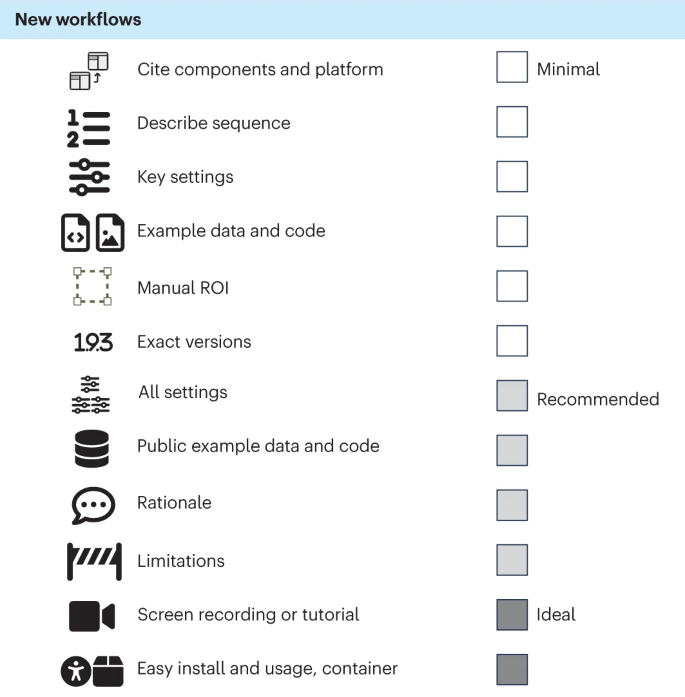 New workflows
Cite components and platform
Minimal
1 2
Describe sequence
Key settings
Example data and code
Manual ROI
1.9.3
Exact versions
All settings
Recommended
Public example data and code
Rationale
Limitations
Screen recording or tutorial
Ideal
Easy install and usage, container